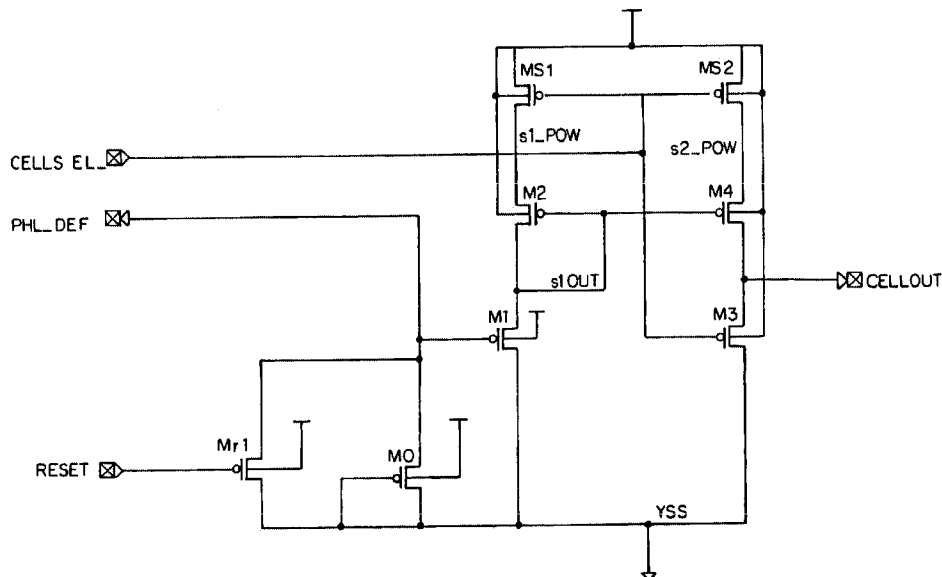 MS1
MS2
s1_POW
s2_POW
CELLS EL_
M2
M4
PHL_DEF
s1OUT
CELLOUT
M1
M3
Mr1
M0
RESET
YSS